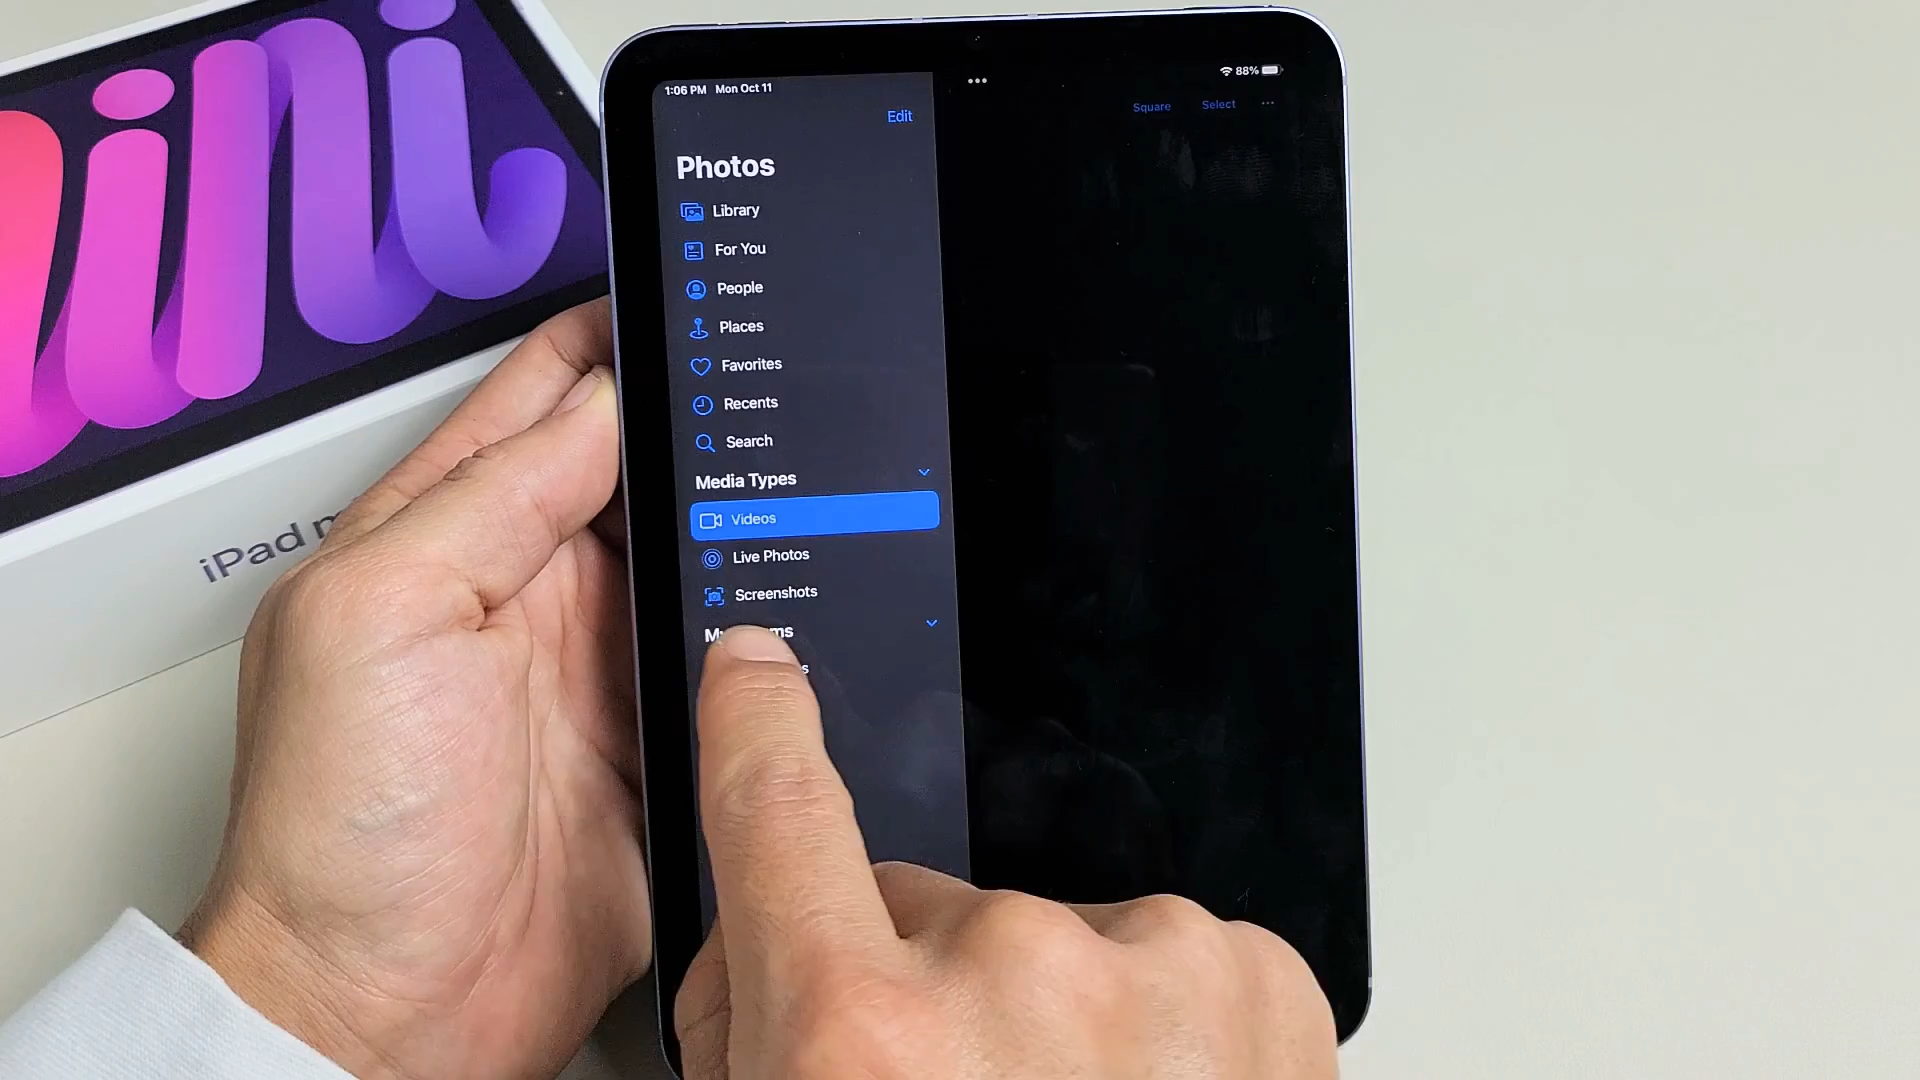 mini
iPad
1:06 PM Mon Oct 11
88%
Edit
Square
Select
Photos
Library
For You
People
Places
Favorites
Recents
Search
Media Types
Videos
Live Photos
Screenshots